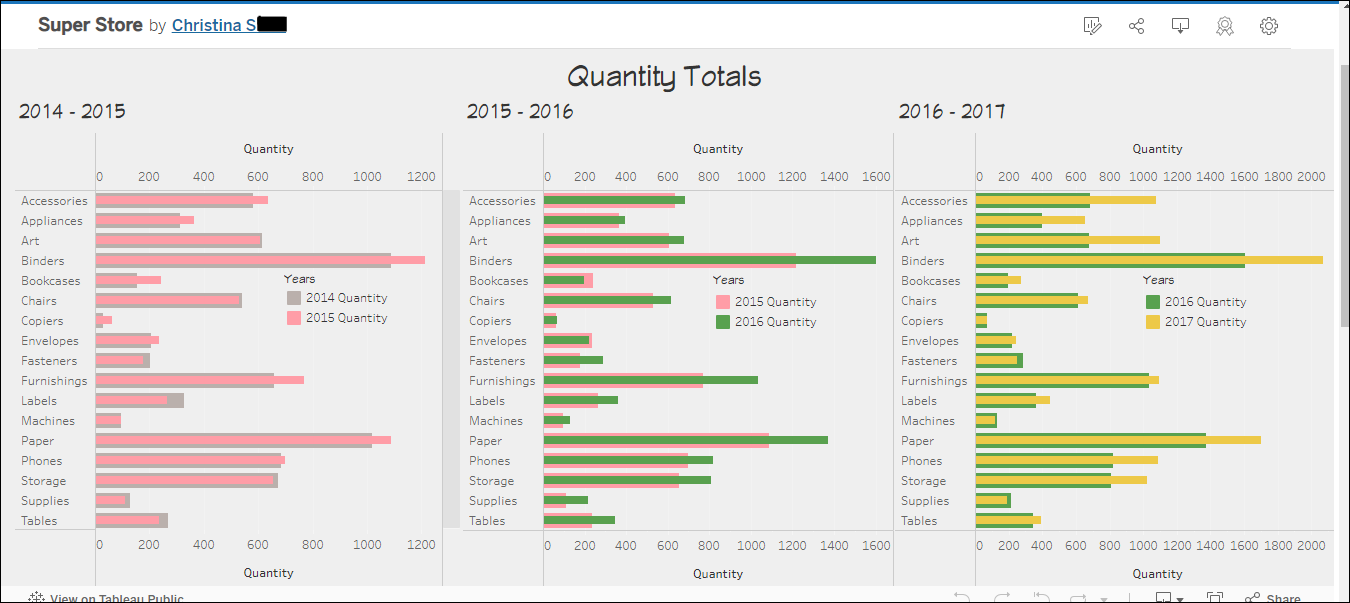 Super Store by Christina S
Quantity Totals
2014 - 2015
Quantity
0 200 400 600 800 1000 1200
Accessories
Appliances
Art
Binders
Bookcases
Chairs
Copiers
Envelopes
Fasteners
Furnishings
Labels
Machines
Paper
Phones
Storage
Supplies
Tables
Years
2014 Quantity
2015 Quantity
0 200 400 600 800 1000 1200
Quantity
2015 - 2016
Quantity
0 200 400 600 800 1000 1200 1400 1600
Accessories
Appliances
Art
Binders
Bookcases
Chairs
Copiers
Envelopes
Fasteners
Furnishings
Labels
Machines
Paper
Phones
Storage
Supplies
Tables
Years
2015 Quantity
2016 Quantity
0 200 400 600 800 1000 1200 1400 1600
Quantity
2016 - 2017
Quantity
0 200 400 600 800 1000 1200 1400 1600 1800 2000
Accessories
Appliances
Art
Binders
Bookcases
Chairs
Copiers
Envelopes
Fasteners
Furnishings
Labels
Machines
Paper
Phones
Storage
Supplies
Tables
Years
2016 Quantity
2017 Quantity
0 200 400 600 800 1000 1200 1400 1600 1800 2000
Quantity
View on Tableau Public
Share